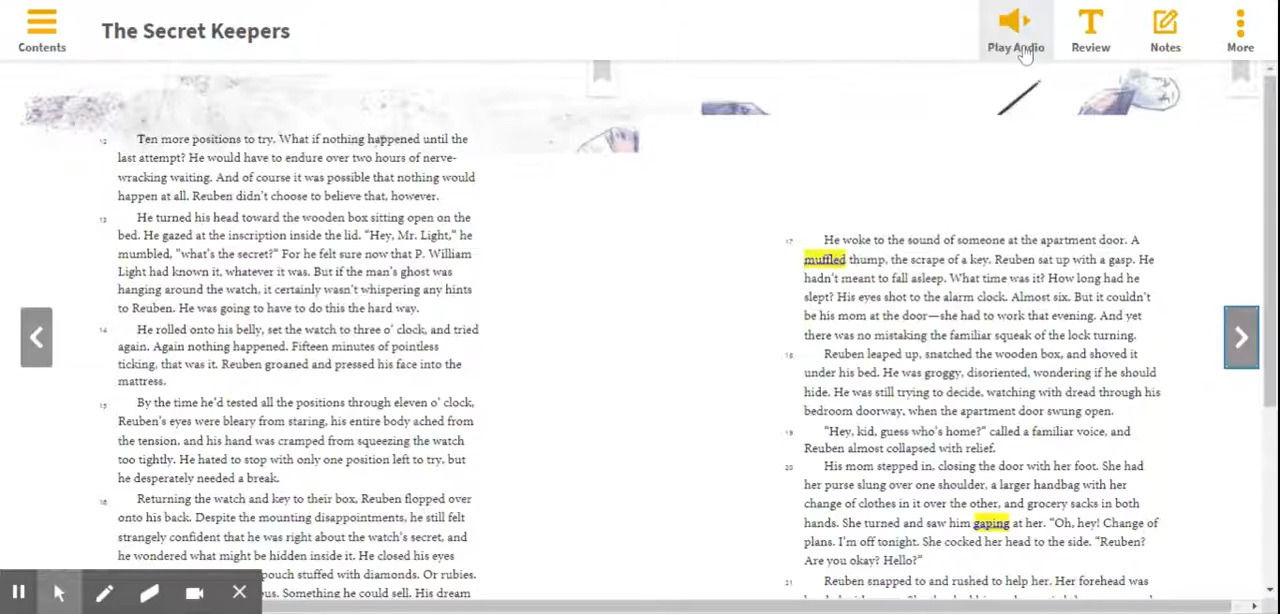 Contents
The Secret Keepers
Play Audio
Review
Notes
More
12 Ten more positions to try. What if nothing happened until the
last attempt? He would have to endure over two hours of nerve-
wracking waiting. And of course it was possible that nothing would
happen at all. Reuben didn't choose to believe that, however.
13 He turned his head toward the wooden box sitting open on the
bed. He gazed at the inscription inside the lid. "Hey, Mr. Light," he
mumbled, "what's the secret?" For he felt sure now that P. William
Light had known it, whatever it was. But if the man's ghost was
hanging around the watch, it certainly wasn't whispering any hints
to Reuben. He was going to have to do this the hard way.
14 He rolled onto his belly, set the watch to three o' clock, and tried
again. Again nothing happened. Fifteen minutes of pointless
ticking, that was it. Reuben groaned and pressed his face into the
mattress.
15 By the time he'd tested all the positions through eleven o' clock,
Reuben's eyes were bleary from staring, his entire body ached from
the tension, and his hand was cramped from squeezing the watch
too tightly. He hated to stop with only one position left to try, but
he desperately needed a break.
16 Returning the watch and key to their box, Reuben flopped over
onto his back. Despite the mounting disappointments, he still felt
strangely confident that he was right about the watch's secret, and
he wondered what might be hidden inside it. He closed his eyes
pouch stuffed with diamonds. Or rubies.
ous. Something he could sell. His dream
17 He woke to the sound of someone at the apartment door. A
muffled thump, the scrape of a key. Reuben sat up with a gasp. He
hadn't meant to fall asleep. What time was it? How long had he
slept? His eyes shot to the alarm clock. Almost six. But it couldn't
be his mom at the door—she had to work that evening. And yet
there was no mistaking the familiar squeak of the lock turning.
18 Reuben leaped up, snatched the wooden box, and shoved it
under his bed. He was groggy, disoriented, wondering if he should
hide. He was still trying to decide, watching with dread through his
bedroom doorway, when the apartment door swung open.
19 "Hey, kid, guess who's home?" called a familiar voice, and
Reuben almost collapsed with relief.
20 His mom stepped in, closing the door with her foot. She had
her purse slung over one shoulder, a larger handbag with her
change of clothes in it over the other, and grocery sacks in both
hands. She turned and saw him gaping at her. "Oh, hey! Change of
plans. I'm off tonight. She cocked her head to the side. "Reuben?
Are you okay? Hello?"
21 Reuben snapped to and rushed to help her. Her forehead was